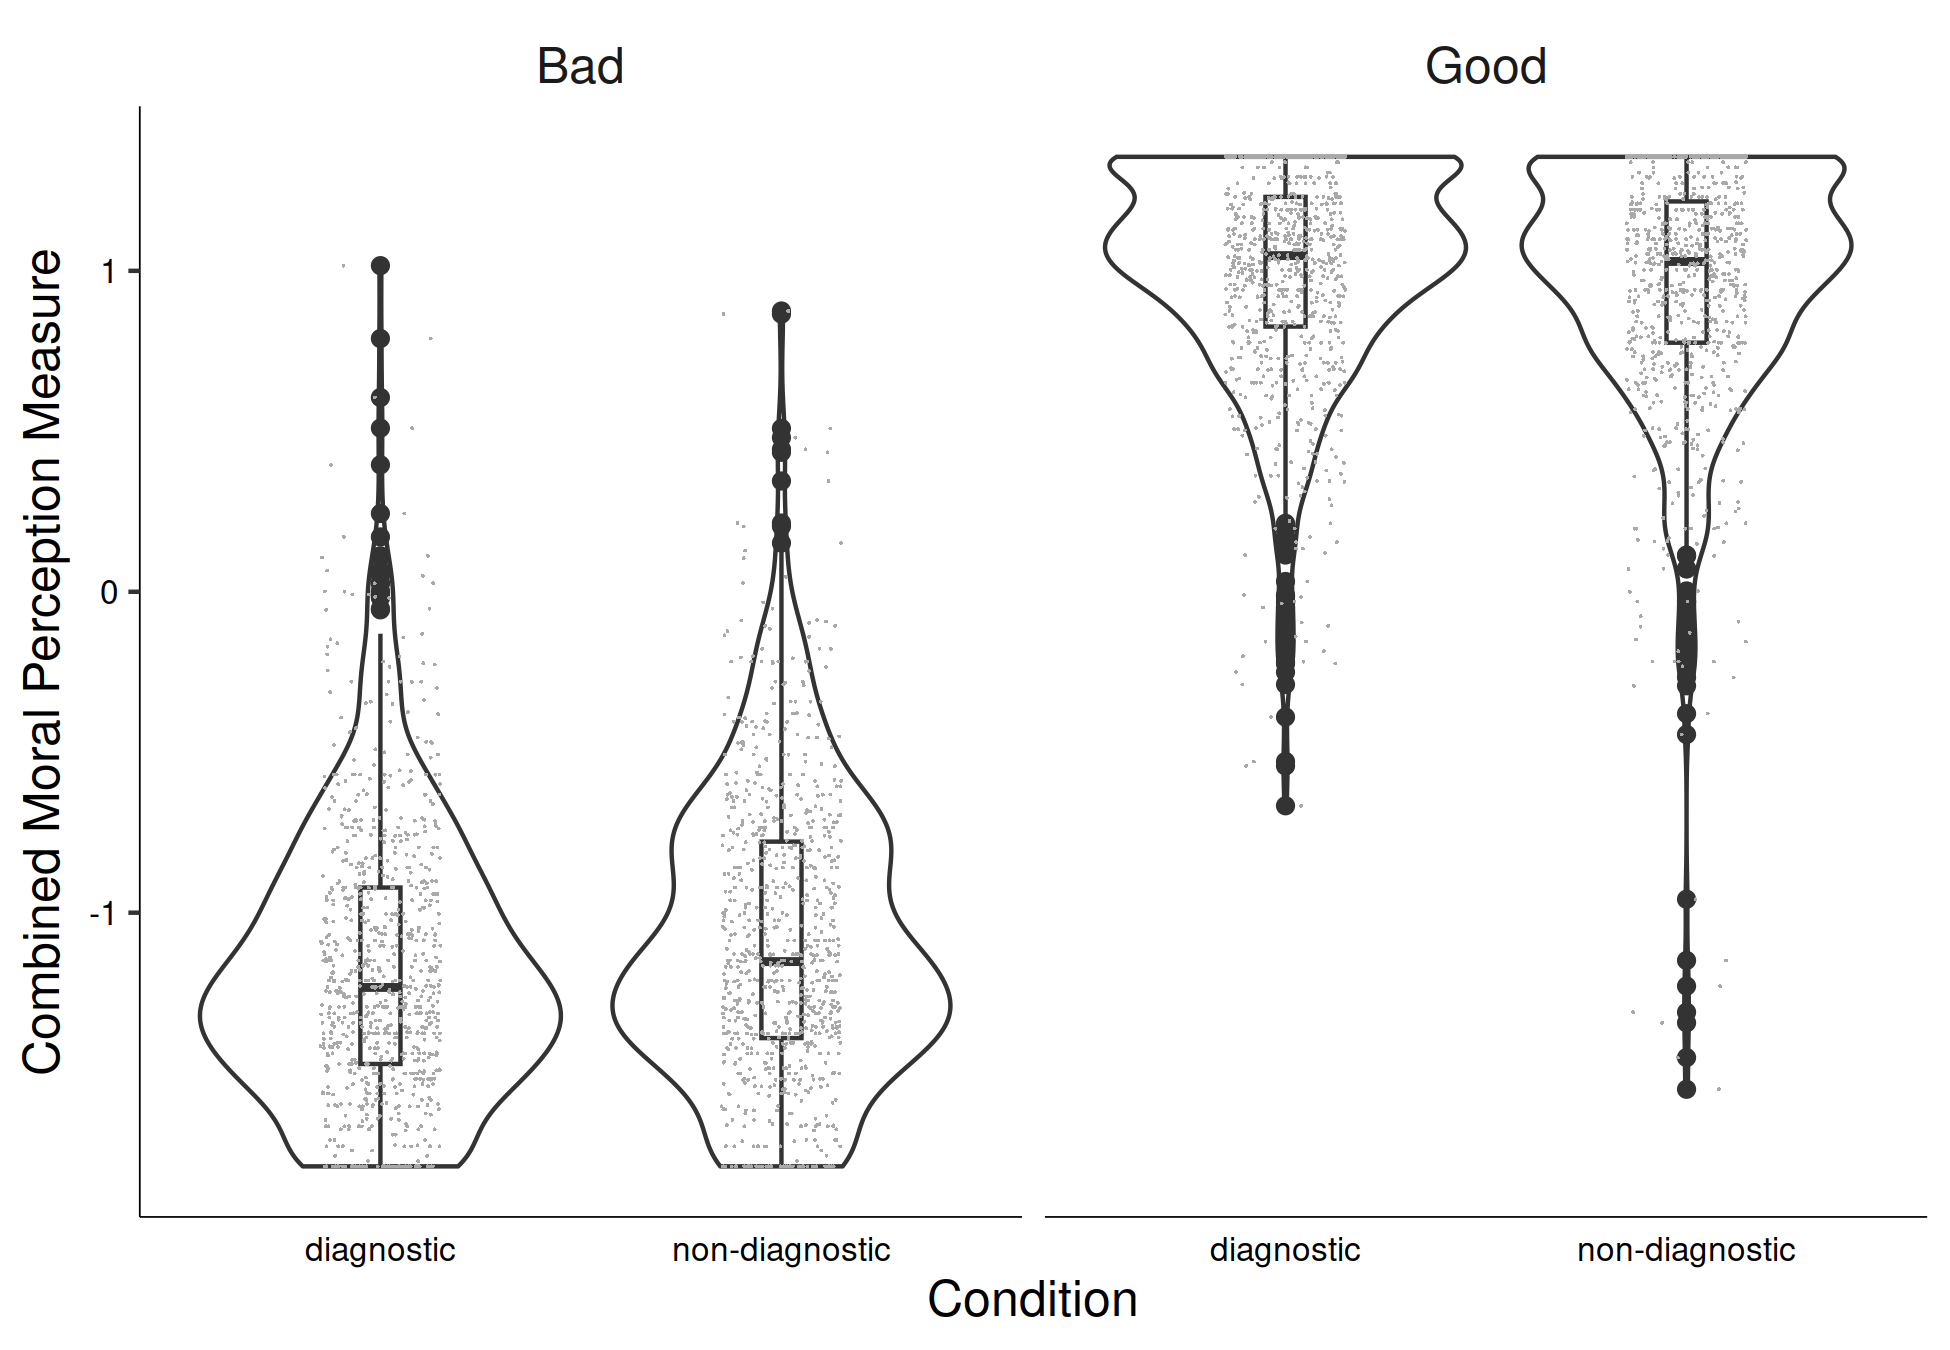 Bad
Good
Combined Moral Perception Measure
1
0
-1
diagnostic
non-diagnostic
diagnostic
non-diagnostic
Condition